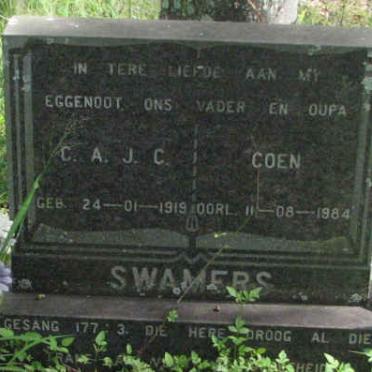 IN TERE LIEFDE AAN MY
EGGENOOT, ONS VADER EN OUPA
C. A. J. C. COEN
GEB. 24-01-1919 OORL. 11-08-1984
SWAMERS
GESANG 177:3. DIE HERE DROOG AL DIE